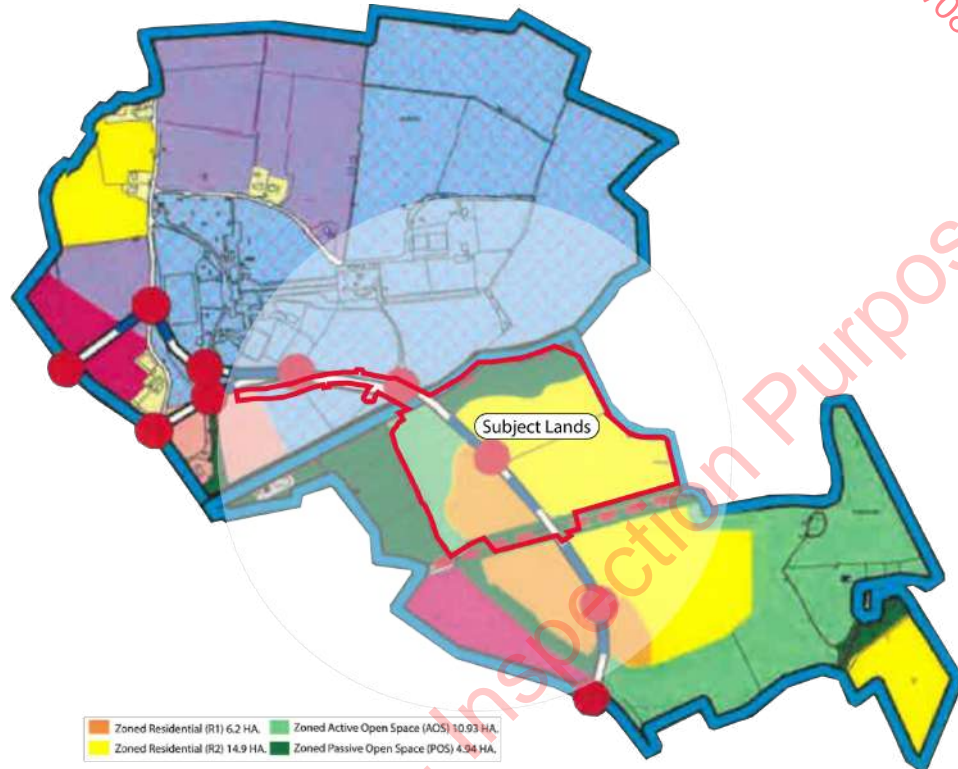 Subject Lands
Inspection Purpos
Zoned Residential (R1) 6.2 HA.
Zoned Active Open Space (AOS) 10.93 HA.
Zoned Residential (R2) 14.9 HA.
Zoned Passive Open Space (POS) 4.94 HA.